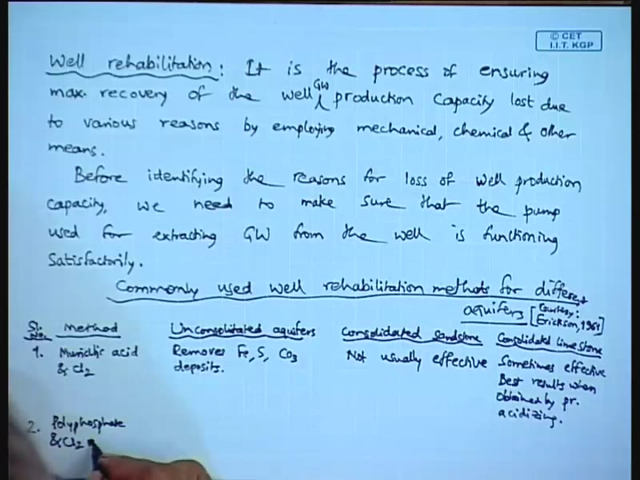 © CET
I.I.T. KGP
Well rehabilitation: It is the process of ensuring
max. recovery of the well GW production capacity lost due
to various reasons by employing mechanical, chemical & other
means.
Before identifying the reasons for loss of well production
capacity, we need to make sure that the pump
used for extracting GW from the well is functioning
satisfactorily.
Commonly used well rehabilitation methods for different
aquifers [Courtesy:
Sl. No. Method Unconsolitated aquifers Consolidated sandstone Consolidated limestone
1. Muriatic acid Removes Fe, S, CO3 Not usually effective Sometimes effective
& Cl2 deposits. Best results when
obtained by pr.
acidizing.
2. Polyphosphate
& Cl2